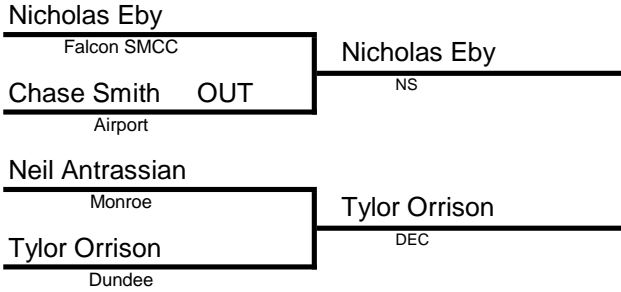 Nicholas Eby
Falcon SMCC
Nicholas Eby
NS
Chase Smith OUT
Airport
Neil Antrassian
Monroe
Tylor Orrison
DEC
Tylor Orrison
Dundee